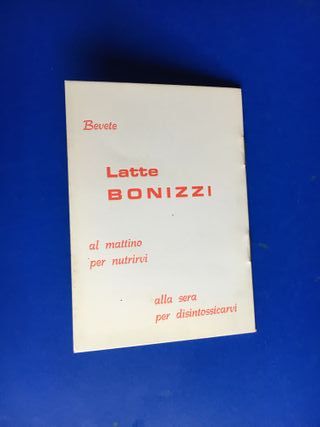 Bevete
Latte
BONIZZI
al mattino
per nutrirvi
alla sera
per disintossicarvi